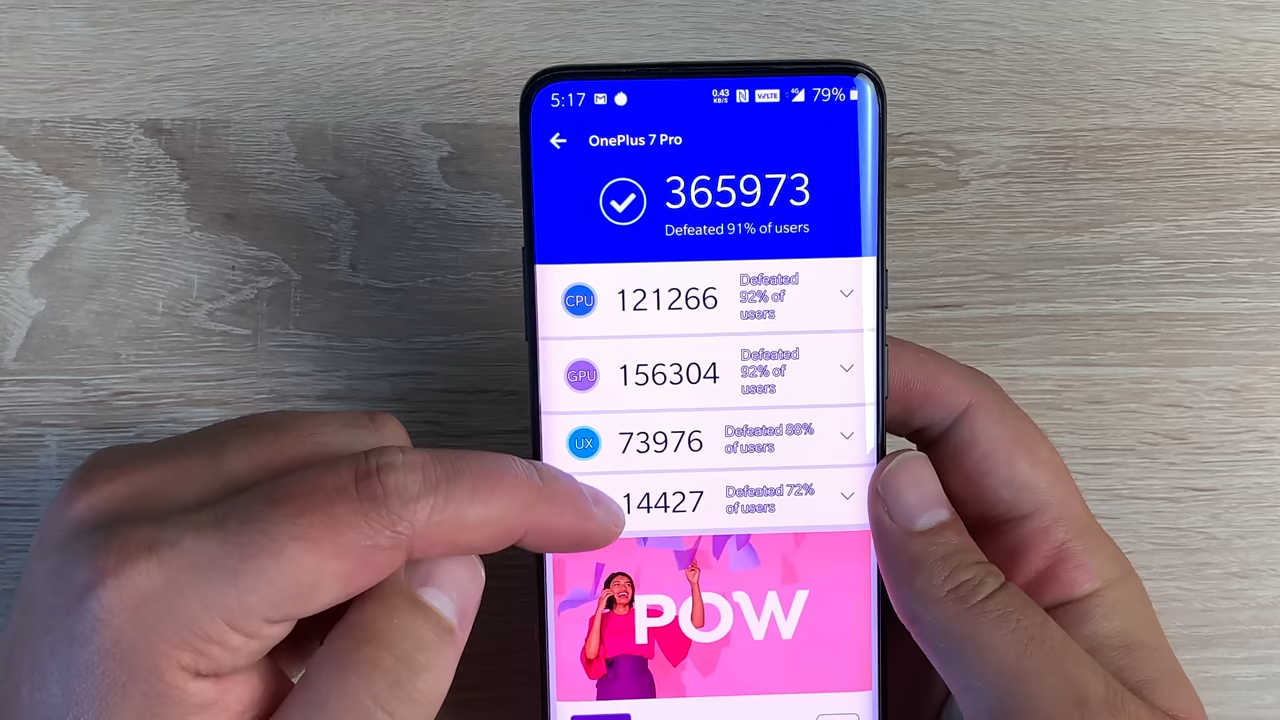 5:17 0.43 KB/S VoLTE 4G 79%
OnePlus 7 Pro
365973
Defeated 91% of users
CPU 121266 Defeated
92% of
users
GPU 156304 Defeated
92% of
users
UX 73976 Defeated 88%
of users
14427 Defeated 72%
of users
POW